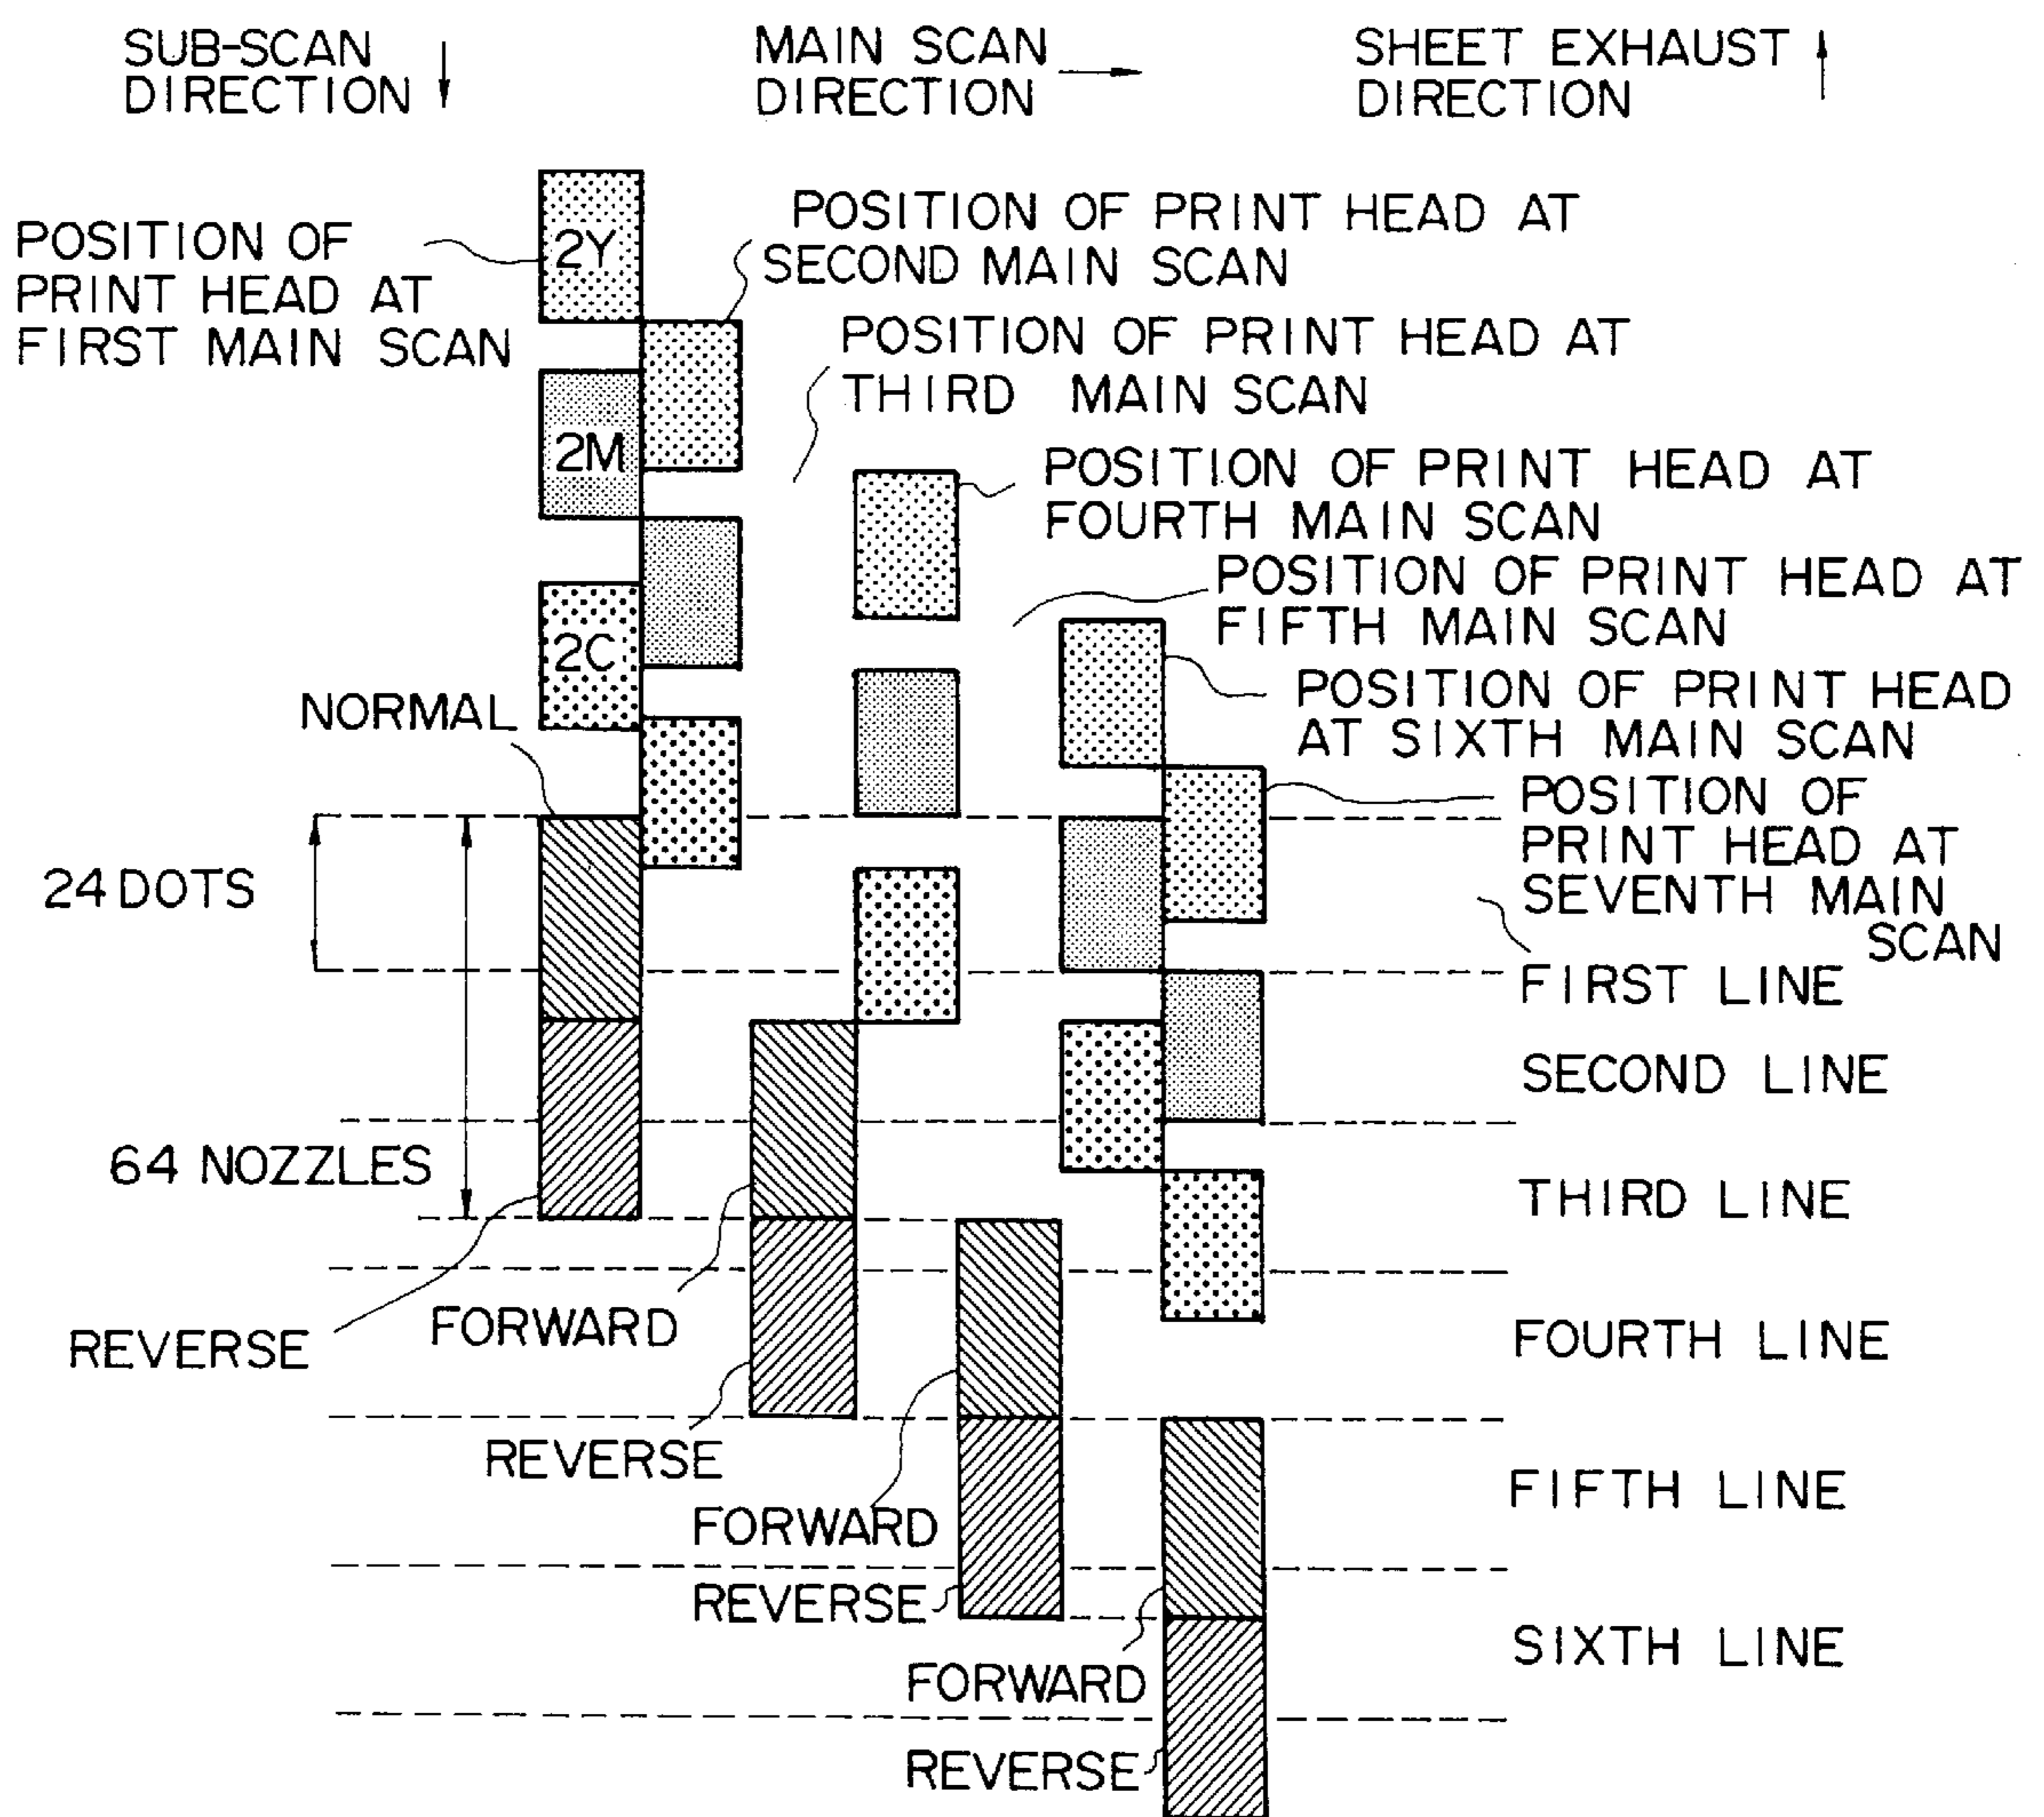 SUB-SCAN
DIRECTION
MAIN SCAN
DIRECTION
SHEET EXHAUST
DIRECTION
POSITION OF
PRINT HEAD AT
FIRST MAIN SCAN
2Y
POSITION OF PRINT HEAD AT
SECOND MAIN SCAN
POSITION OF PRINT HEAD AT
THIRD MAIN SCAN
2M
POSITION OF PRINT HEAD AT
FOURTH MAIN SCAN
POSITION OF PRINT HEAD AT
FIFTH MAIN SCAN
2C
POSITION OF PRINT HEAD
AT SIXTH MAIN SCAN
NORMAL
POSITION OF
PRINT HEAD AT
SEVENTH MAIN
SCAN
24 DOTS
FIRST LINE
SECOND LINE
64 NOZZLES
THIRD LINE
FORWARD
REVERSE
FOURTH LINE
REVERSE
FIFTH LINE
FORWARD
REVERSE
SIXTH LINE
FORWARD
REVERSE